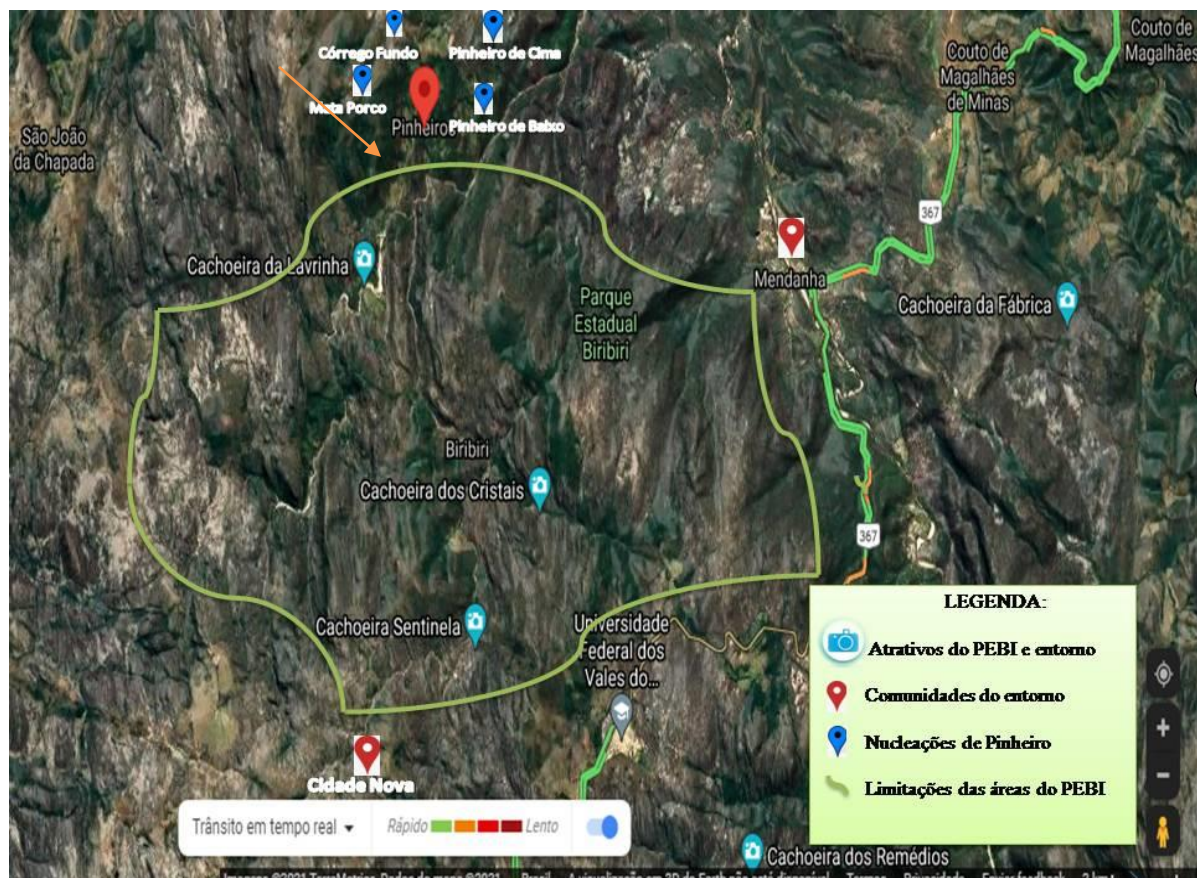 Córrego Fundo
Pinheiro de Cima
Couto de
Magalhães
Couto de
Magalhães
de Minas
Mata Porco
Pinheiros
Pinheiro de Baixo
São João
da Chapada
367
Cachoeira da Lavrinha
Mendanha
Parque
Estadual
Biribiri
Cachoeira da Fábrica
Biribiri
Cachoeira dos Cristais
367
Cachoeira Sentinela
Universidade
Federal dos
Vales do...
LEGENDA:
Atrativos do PEBI e entorno
Comunidades do entorno
Nucleações de Pinheiro
Limitações das áreas do PEBI
Cidade Nova
Trânsito em tempo real
Rápido
Lento
Cachoeira dos Remédios